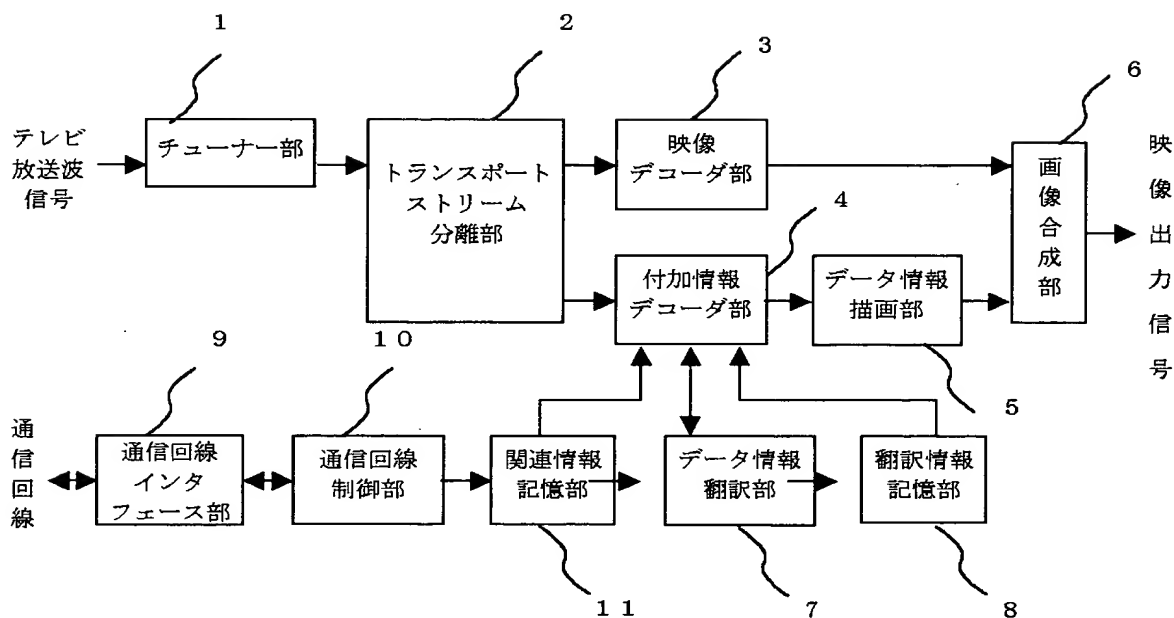 1
2
3
6
テレビ
放送波
信号
チューナー部
トランスポート
ストリーム
分離部
映像
デコーダ部
画像合成部
映像出力信号
4
付加情報
デコーダ部
データ情報
描画部
5
9
10
通信回線
通信回線
インタ
フェース部
通信回線
制御部
関連情報
記憶部
データ情報
翻訳部
翻訳情報
記憶部
11
7
8